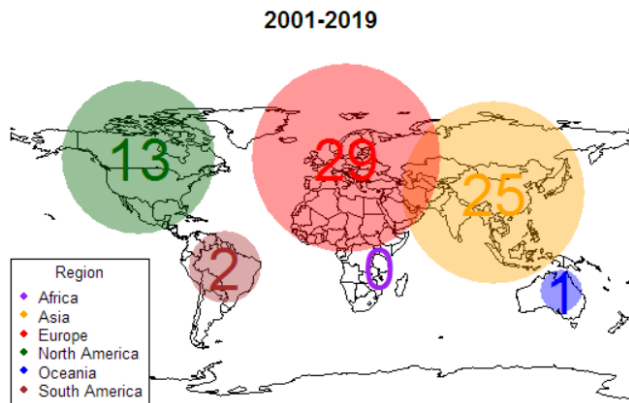 2001-2019
13
29
25
2
0
1
Region
Africa
Asia
Europe
North America
Oceania
South America